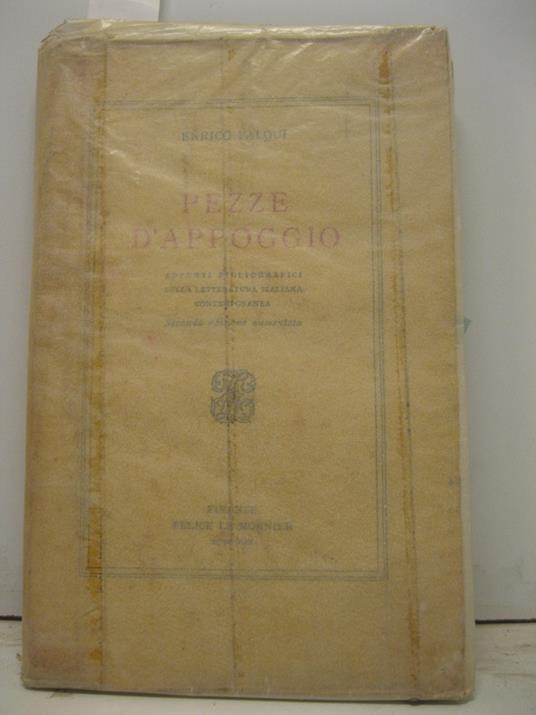 ENRICO FALQUI
PEZZE
D'APPOGGIO
APPUNTI BIBLIOGRAFICI
SULLA LETTERATURA ITALIANA
CONTEMPORANEA
Seconda edizione aumentata
FIRENZE
FELICE LE MONNIER